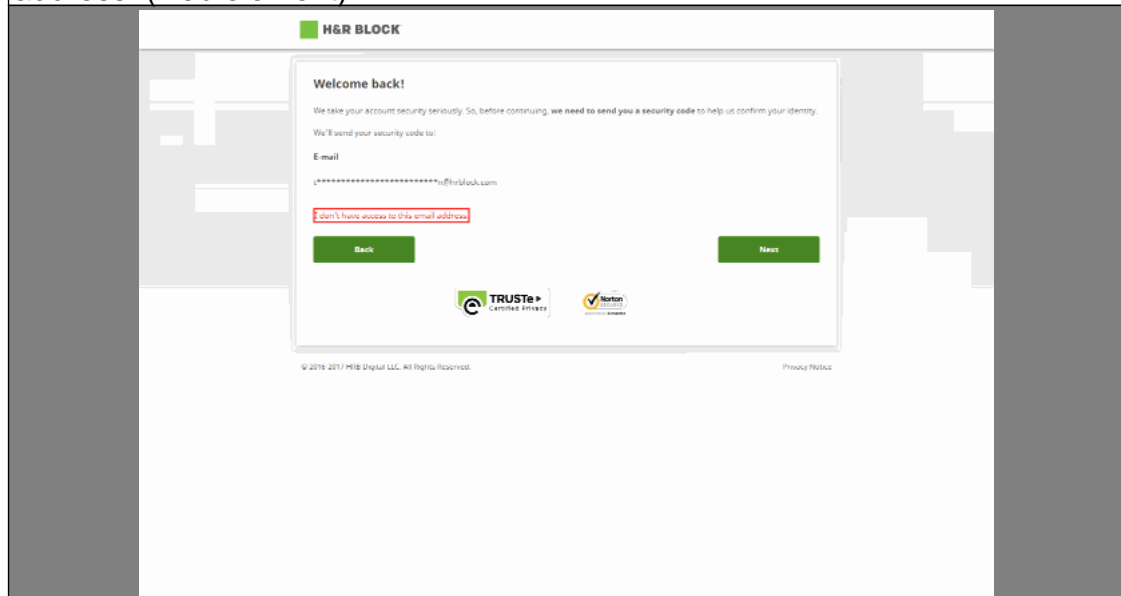 H&R BLOCK
Welcome back!
We take your account security seriously. So, before continuing, we need to send you a security code to help us confirm your identity.
We'll send your security code to:
E-mail
c**************************n@hrblock.com
I don't have access to this email address.
Back Next
TRUSTe
Certified Privacy
Norton
SECURED
© 2016-2017 HRB Digital LLC. All Rights Reserved. Privacy Notice